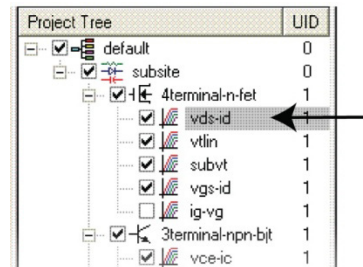 Project Tree UID
default 0
subsite 0
4terminal-n-fet 1
vds-id 1
vtlin 1
subvt 1
vgs-id 1
ig-vg 1
3terminal-npn-bjt 1
vce-ic 1